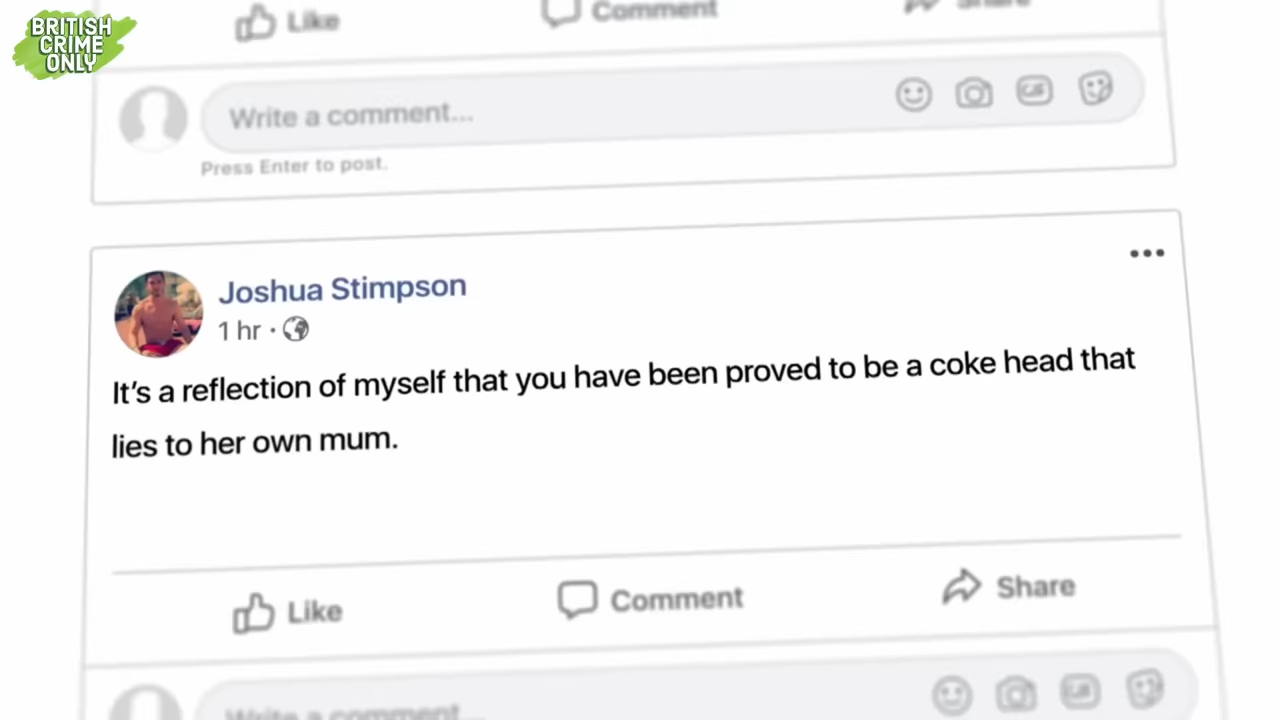 BRITISH
CRIME
ONLY
Like Comment Share
Write a comment...
GIF
Press Enter to post.
Joshua Stimpson
1 hr ·
It's a reflection of myself that you have been proved to be a coke head that
lies to her own mum.
Like Comment Share
Write a comment...
GIF